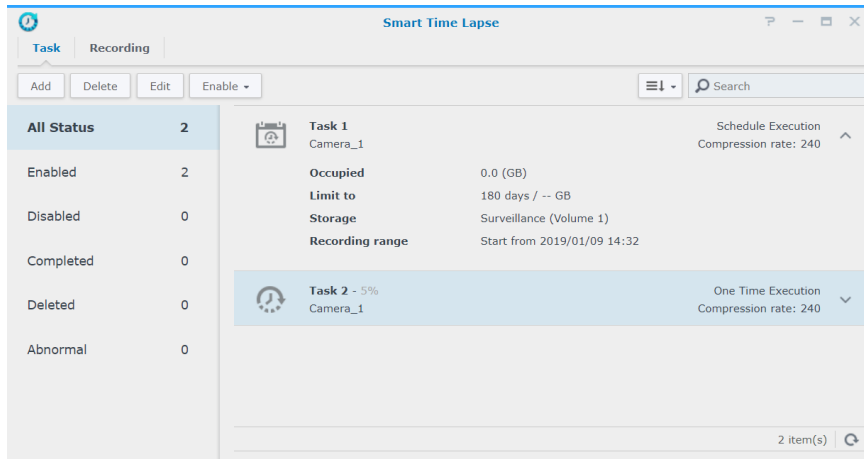 Smart Time Lapse
Task Recording
Add Delete Edit Enable Search
All Status 2
Enabled 2
Disabled 0
Completed 0
Deleted 0
Abnormal 0
Task 1 Schedule Execution
Camera_1 Compression rate: 240
Occupied 0.0 (GB)
Limit to 180 days / -- GB
Storage Surveillance (Volume 1)
Recording range Start from 2019/01/09 14:32
Task 2 - 5% One Time Execution
Camera_1 Compression rate: 240
2 item(s)